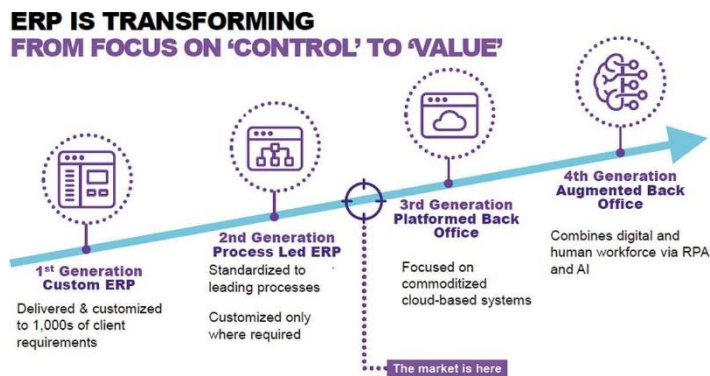 ERP IS TRANSFORMING
FROM FOCUS ON ‘CONTROL’ TO ‘VALUE’
1st Generation
Custom ERP
Delivered & customized
to 1,000s of client
requirements
2nd Generation
Process Led ERP
Standardized to
leading processes
Customized only
where required
3rd Generation
Platformed Back
Office
Focused on
commoditized
cloud-based systems
4th Generation
Augmented Back
Office
Combines digital and
human workforce via RPA
and AI
The market is here